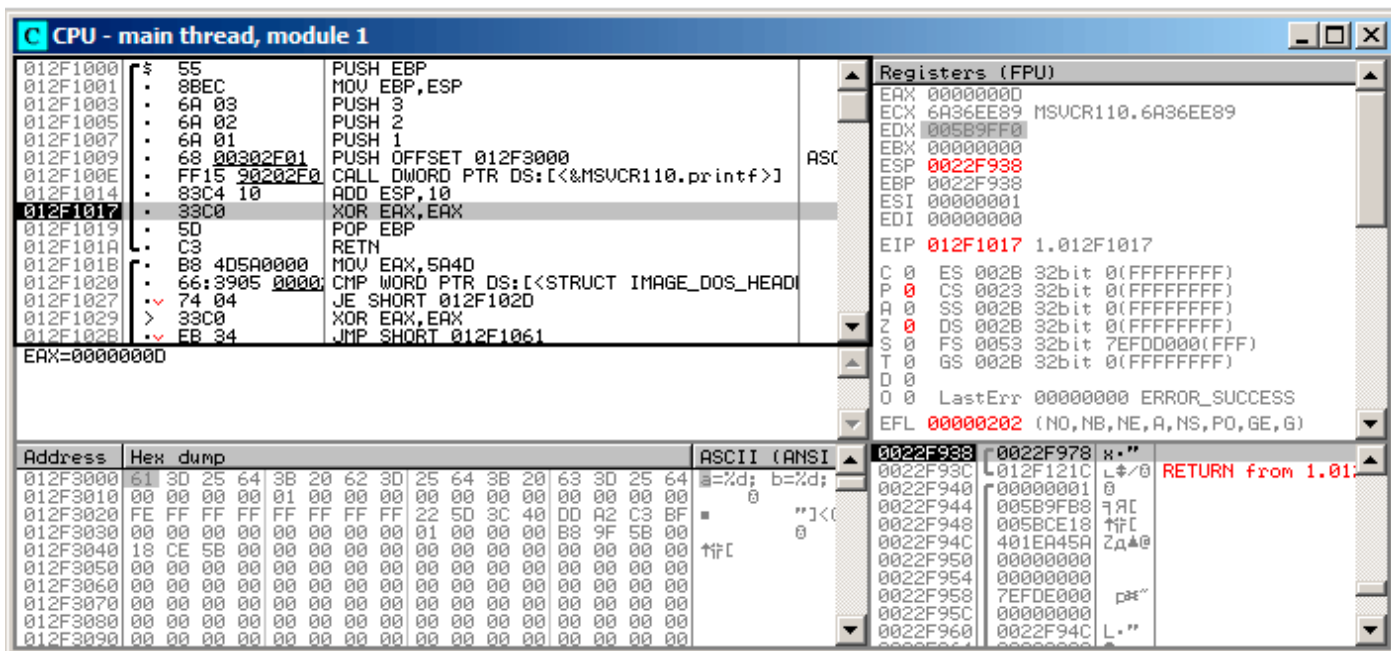 C CPU - main thread, module 1
012F1000 $ 55 PUSH EBP
012F1001 · 8BEC MOV EBP,ESP
012F1003 · 6A 03 PUSH 3
012F1005 · 6A 02 PUSH 2
012F1007 · 6A 01 PUSH 1
012F1009 · 68 00302F01 PUSH OFFSET 012F3000 ASC
012F100E · FF15 90202F0 CALL DWORD PTR DS:[<&MSVCR110.printf>]
012F1014 · 83C4 10 ADD ESP,10
012F1017 · 33C0 XOR EAX,EAX
012F1019 · 5D POP EBP
012F101A · C3 RETN
012F101B · B8 4D5A0000 MOV EAX,5A4D
012F1020 · 66:3905 0000 CMP WORD PTR DS:[<STRUCT IMAGE_DOS_HEAD
012F1027 · 74 04 JE SHORT 012F102D
012F1029 > 33C0 XOR EAX,EAX
012F102B · EB 34 JMP SHORT 012F1061
EAX=0000000D
Registers (FPU)
EAX 0000000D
ECX 6A36EE89 MSVCR110.6A36EE89
EDX 005B9FF0
EBX 00000000
ESP 0022F938
EBP 0022F938
ESI 00000001
EDI 00000000
EIP 012F1017 1.012F1017
C 0 ES 002B 32bit 0(FFFFFFFF)
P 0 CS 0023 32bit 0(FFFFFFFF)
A 0 SS 002B 32bit 0(FFFFFFFF)
Z 0 DS 002B 32bit 0(FFFFFFFF)
S 0 FS 0053 32bit 7EFDD000(FFF)
T 0 GS 002B 32bit 0(FFFFFFFF)
D 0
O 0 LastErr 00000000 ERROR_SUCCESS
EFL 00000202 (NO,NB,NE,A,NS,PO,GE,G)
Address Hex dump ASCII (ANSI
012F3000 61 3D 25 64 3B 20 62 3D 25 64 3B 20 63 3D 25 64 a=%d; b=%d;
012F3010 00 00 00 00 01 00 00 00 00 00 00 00 00 00 00 00
012F3020 FE FF FF FF FF FF FF FF 22 5D 3C 40 DD A2 C3 BF "]<
012F3030 00 00 00 00 00 00 00 00 01 00 00 00 B8 9F 5B 00
012F3040 18 CE 5B 00 00 00 00 00 00 00 00 00 00 00 00 00
012F3050 00 00 00 00 00 00 00 00 00 00 00 00 00 00 00 00
012F3060 00 00 00 00 00 00 00 00 00 00 00 00 00 00 00 00
012F3070 00 00 00 00 00 00 00 00 00 00 00 00 00 00 00 00
012F3080 00 00 00 00 00 00 00 00 00 00 00 00 00 00 00 00
012F3090 00 00 00 00 00 00 00 00 00 00 00 00 00 00 00 00
0022F938 0022F978 x·"
0022F93C 012F121C RETURN from 1.01
0022F940 00000001
0022F944 005B9FB8
0022F948 005BCE18
0022F94C 401EA45A
0022F950 00000000
0022F954 00000000
0022F958 7EFDE000
0022F95C 00000000
0022F960 0022F94C L·"